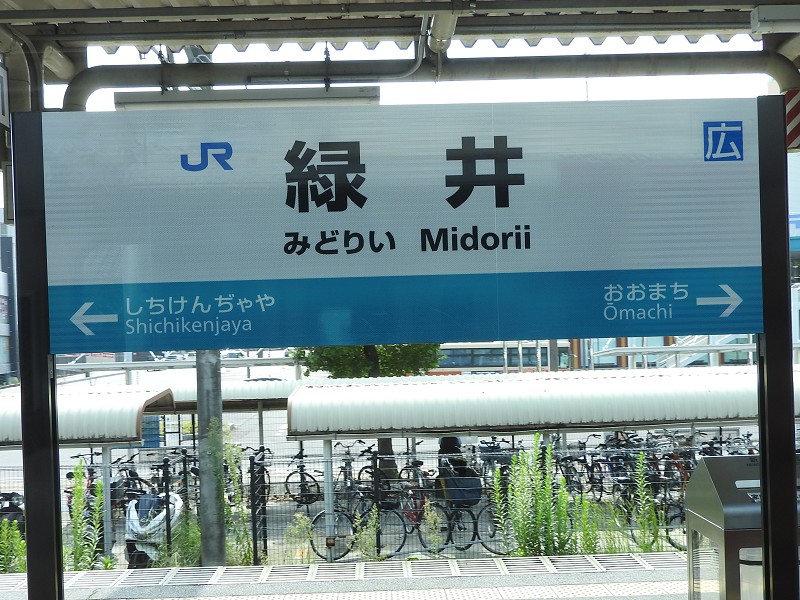 JR 緑井 広
みどりい Midorii
← しちけんぢゃや おおまち →
Shichikenjaya Ōmachi